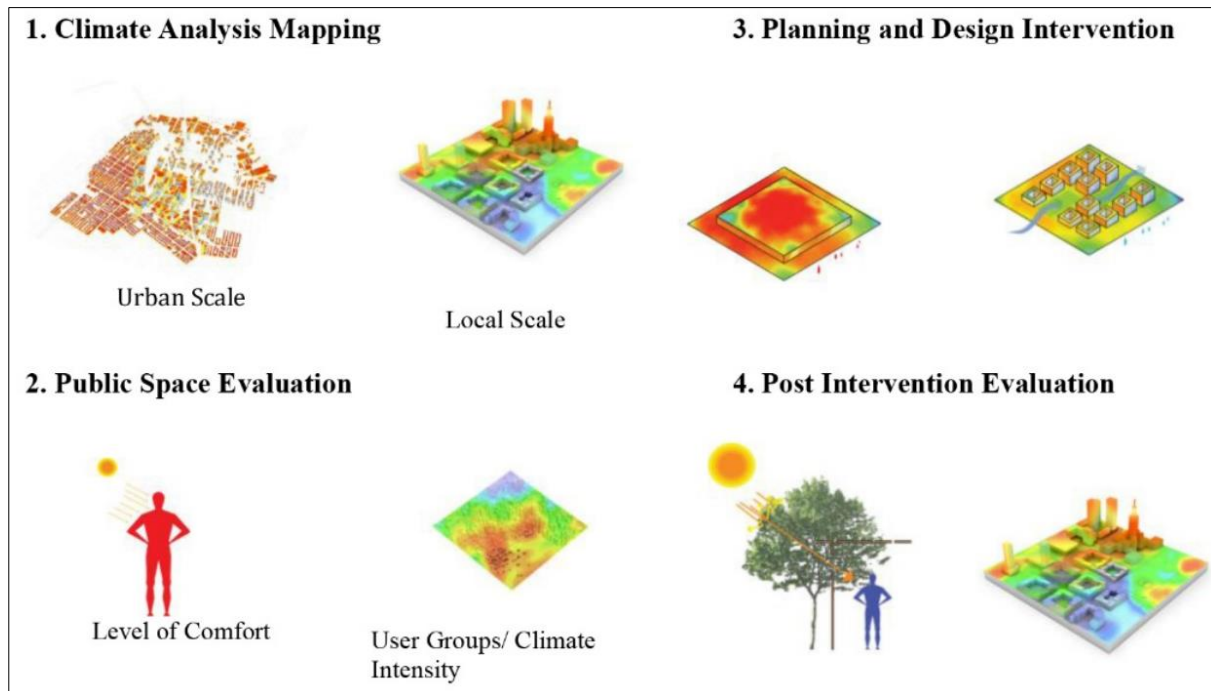 1. Climate Analysis Mapping
Urban Scale
Local Scale
2. Public Space Evaluation
Level of Comfort
User Groups/ Climate
Intensity
3. Planning and Design Intervention
4. Post Intervention Evaluation